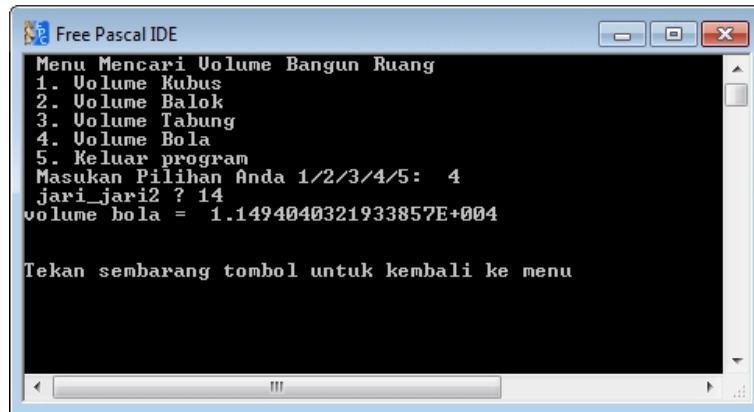 Free Pascal IDE
Menu Mencari Volume Bangun Ruang
1. Volume Kubus
2. Volume Balok
3. Volume Tabung
4. Volume Bola
5. Keluar program
Masukan Pilihan Anda 1/2/3/4/5: 4
jari_jari2 ? 14
volume bola = 1.1494040321933857E+004
Tekan sembarang tombol untuk kembali ke menu